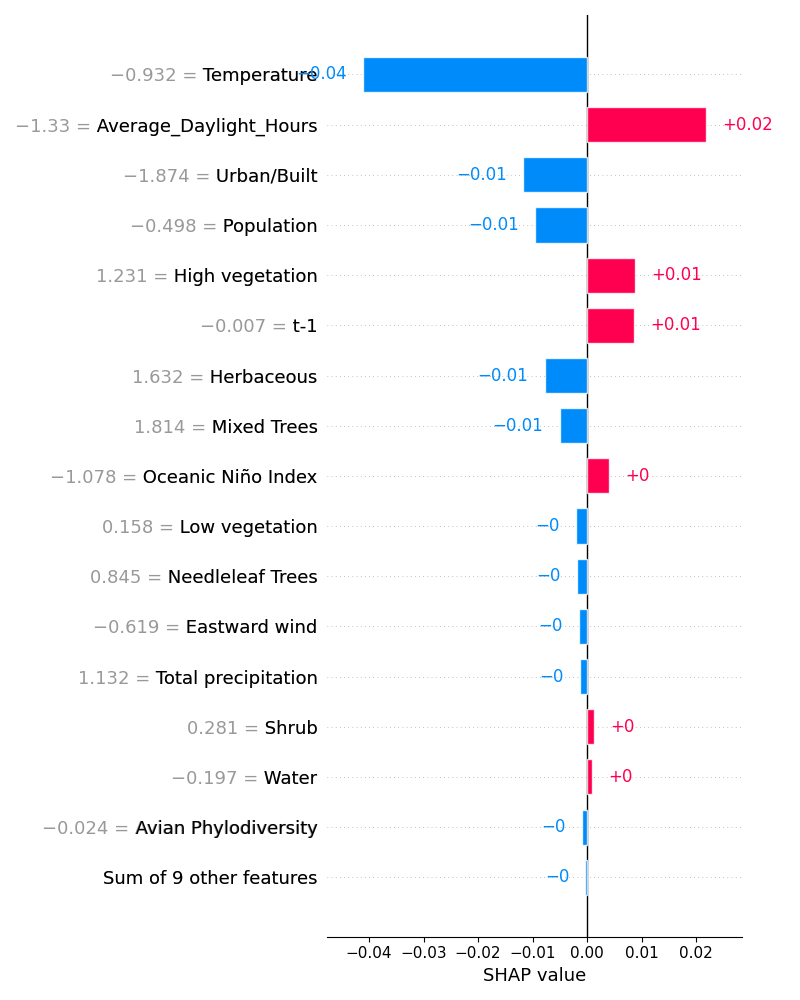 −0.932 = Temperature −0.04
−1.33 = Average_Daylight_Hours +0.02
−1.874 = Urban/Built −0.01
−0.498 = Population −0.01
1.231 = High vegetation +0.01
−0.007 = t-1 +0.01
1.632 = Herbaceous −0.01
1.814 = Mixed Trees −0.01
−1.078 = Oceanic Niño Index +0
0.158 = Low vegetation −0
0.845 = Needleleaf Trees −0
−0.619 = Eastward wind −0
1.132 = Total precipitation −0
0.281 = Shrub +0
−0.197 = Water +0
−0.024 = Avian Phylodiversity −0
Sum of 9 other features −0
−0.04 −0.03 −0.02 −0.01 0.00 0.01 0.02
SHAP value